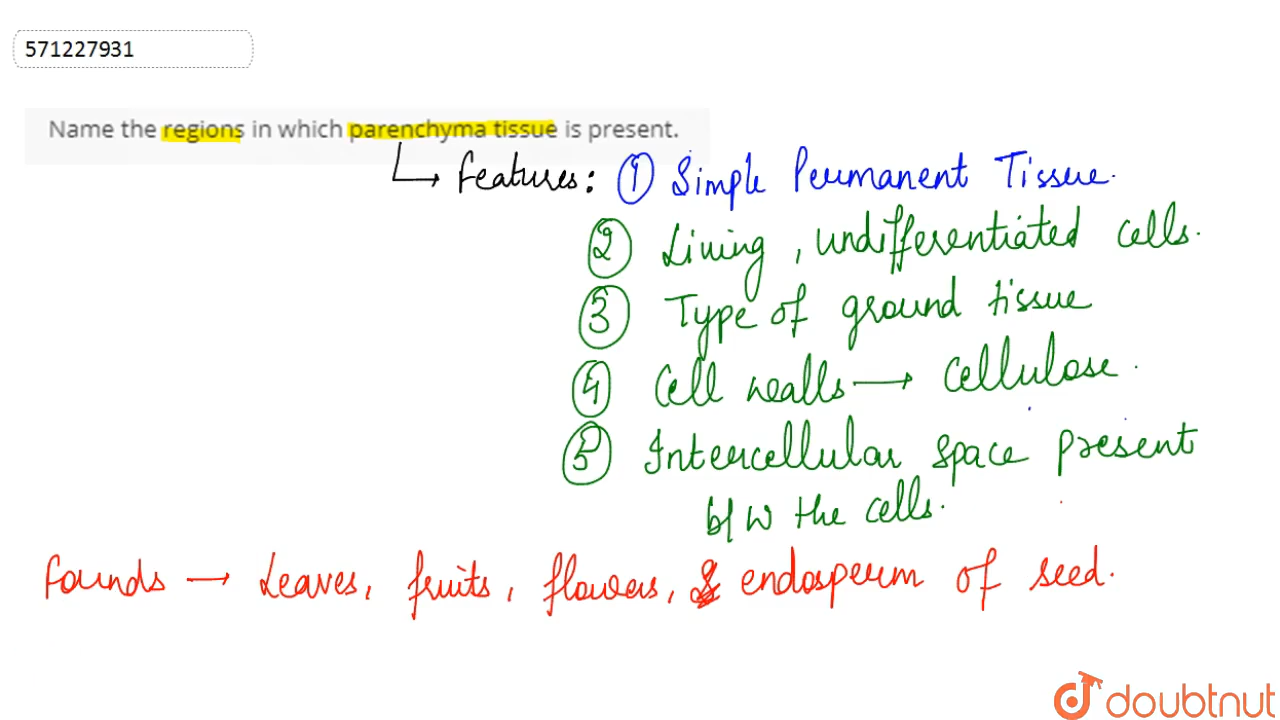 571227931
Name the regions in which parenchyma tissue is present.
↳ features: ① Simple Permanent Tissue.
② Living, undifferentiated cells.
③ Type of ground tissue
④ Cell walls → Cellulose.
⑤ Intercellular space present
b/w the cells.
founds → Leaves, fruits, flowers, & endosperm of seed.
doubtnut